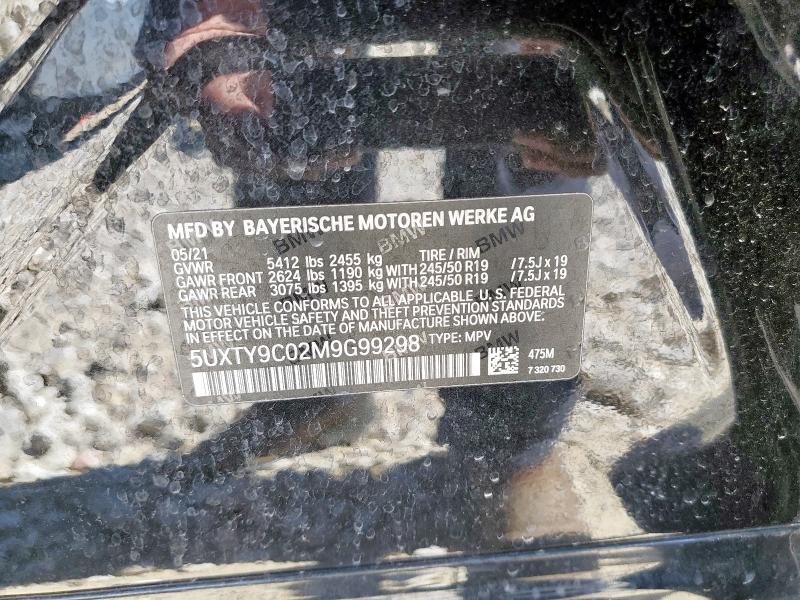 MFD BY BAYERISCHE MOTOREN WERKE AG
05/21
GVWR 5412 lbs 2455 kg TIRE / RIM
GAWR FRONT 2624 lbs 1190 kg WITH 245/50 R19 / 7.5J x 19
GAWR REAR 3075 lbs 1395 kg WITH 245/50 R19 / 7.5J x 19
THIS VEHICLE CONFORMS TO ALL APPLICABLE U. S. FEDERAL
MOTOR VEHICLE SAFETY AND THEFT PREVENTION STANDARDS
IN EFFECT ON THE DATE OF MANUFACTURE SHOWN ABOVE:
5UXTY9C02M9G99298 TYPE: MPV
475M
7 320 730
BMW BMW BMW